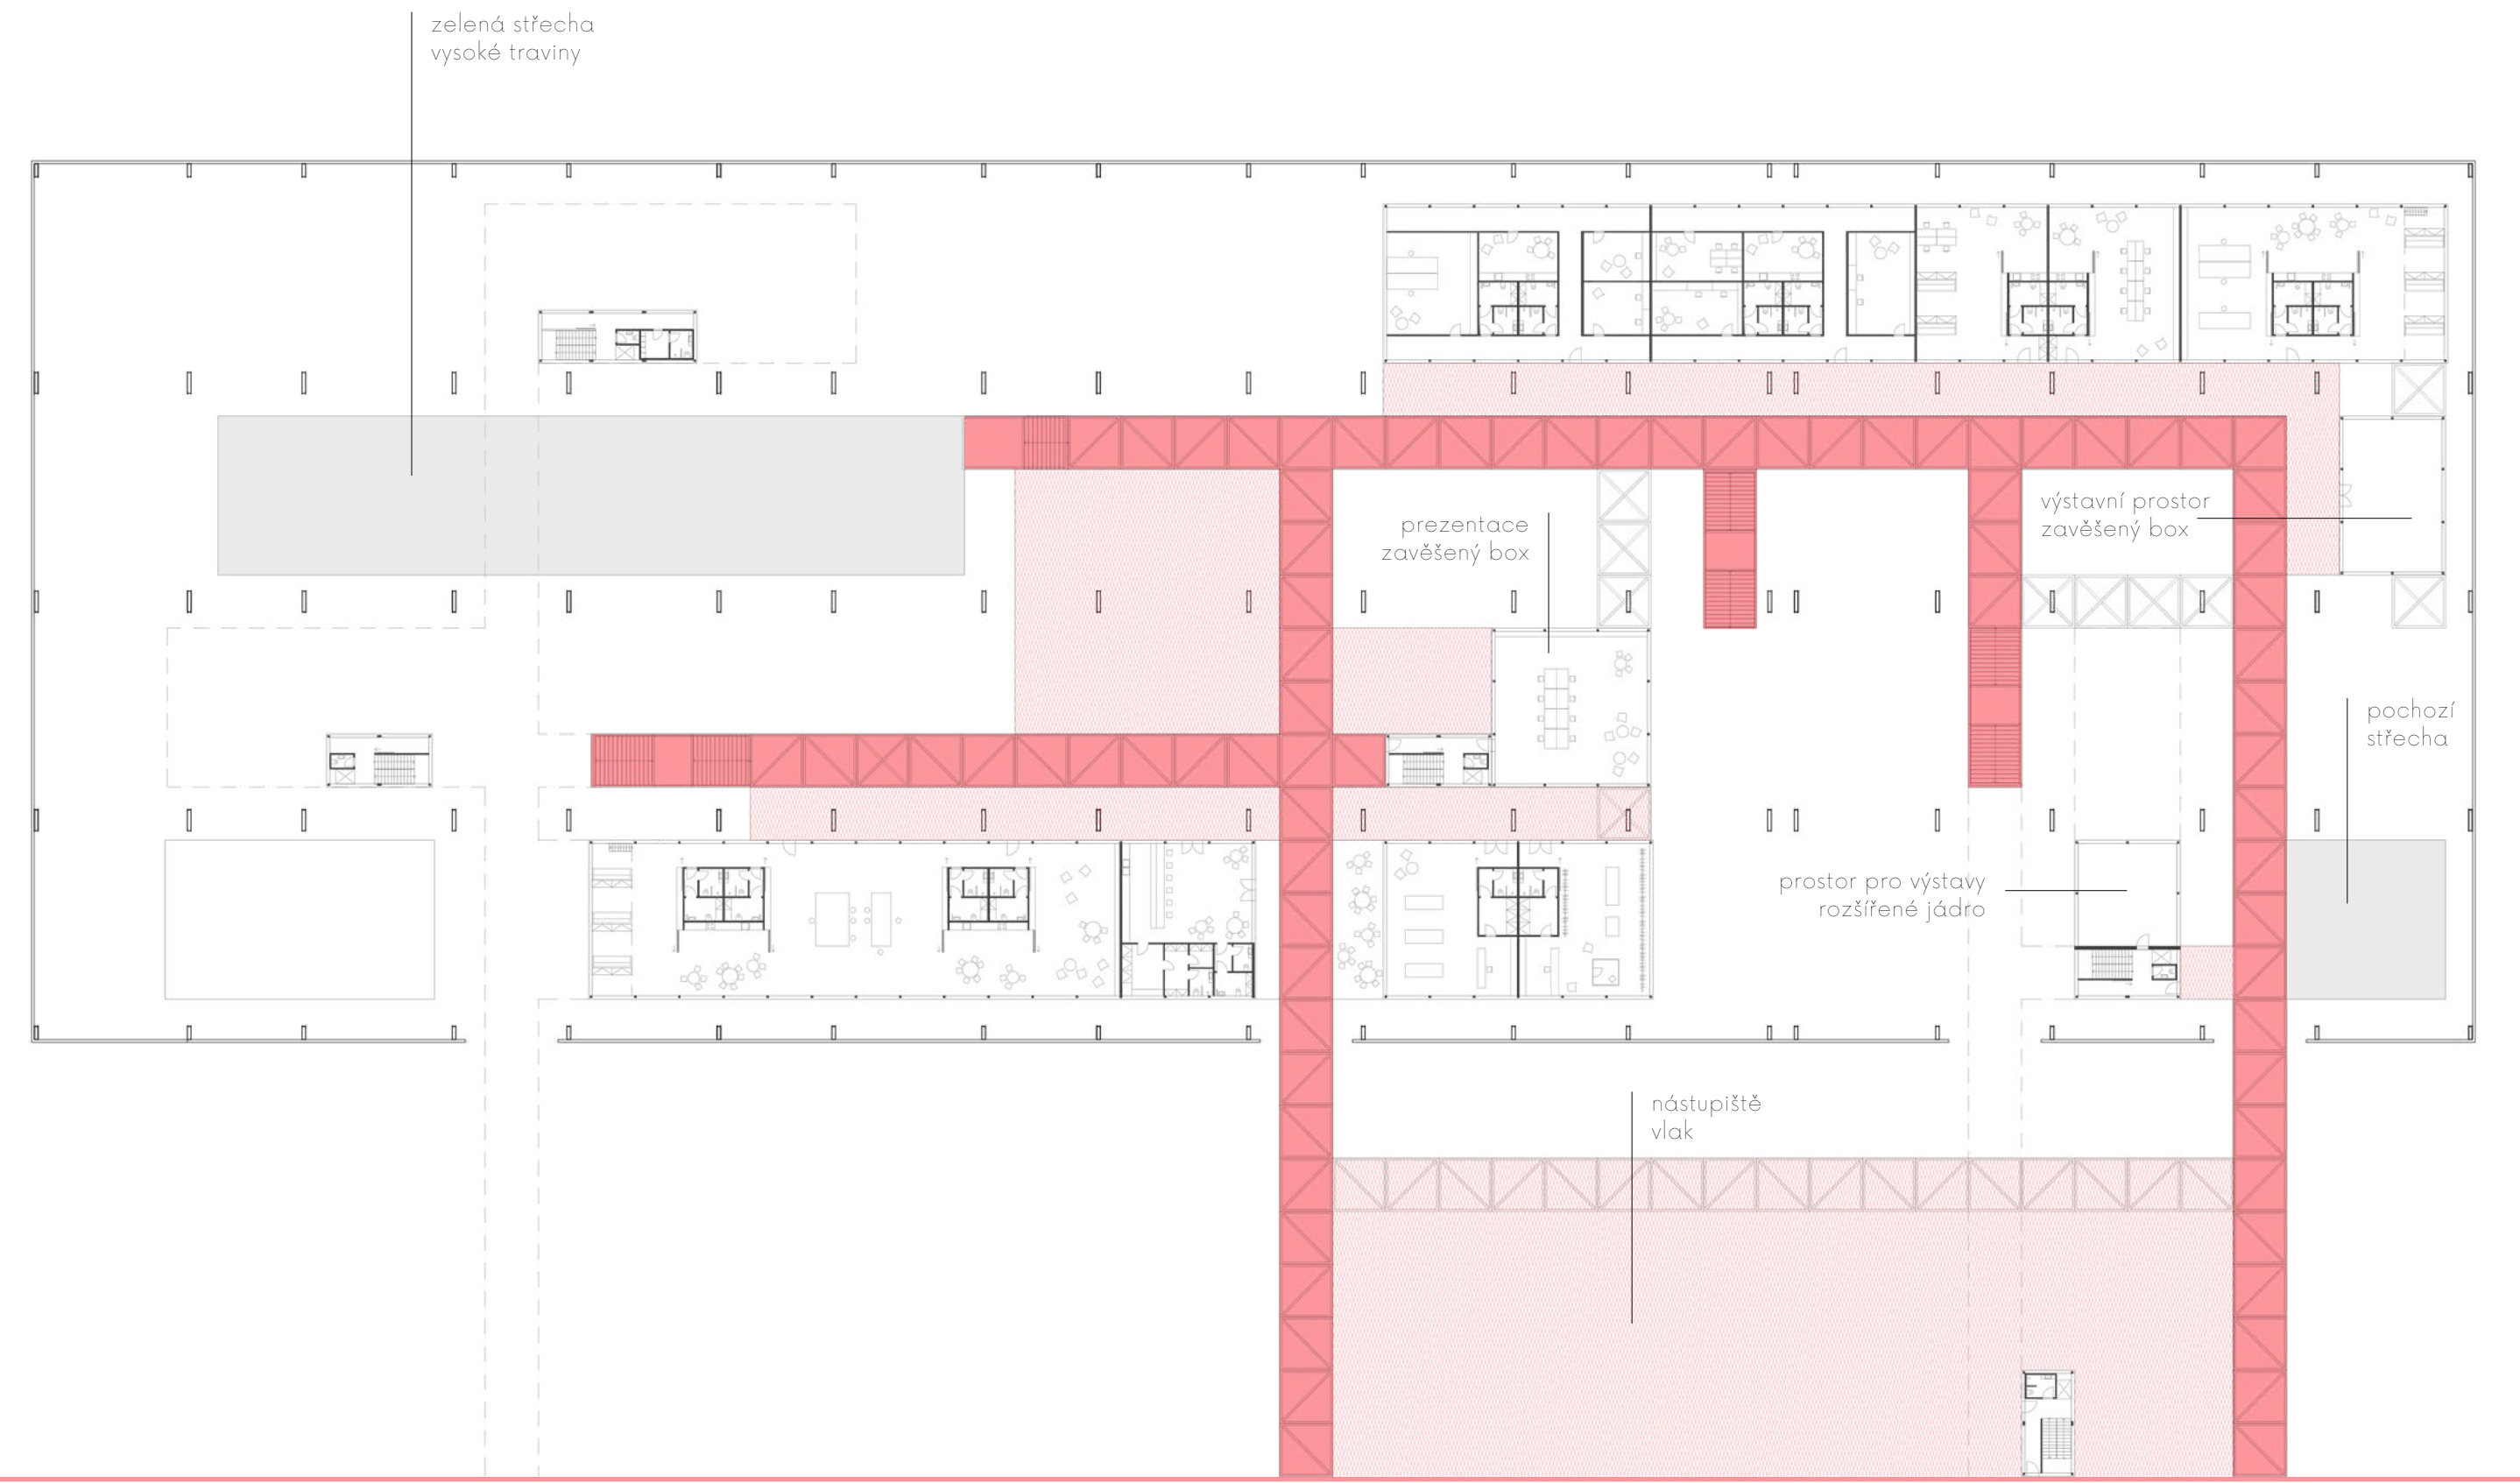 zelená střecha
vysoké traviny
prezentace
zavěšený box
výstavní prostor
zavěšený box
pochozí
střecha
prostor pro výstavy
rozšířené jádro
nástupiště
vlak